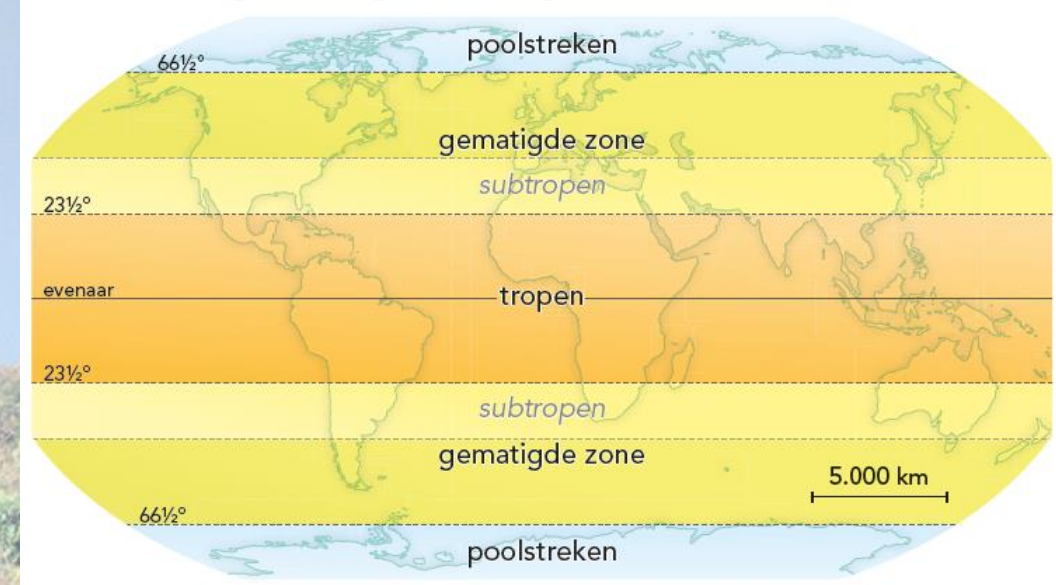 poolstreken
66½°
gematigde zone
subtropen
23½°
evenaar
tropen
23½°
subtropen
gematigde zone
5.000 km
66½°
poolstreken